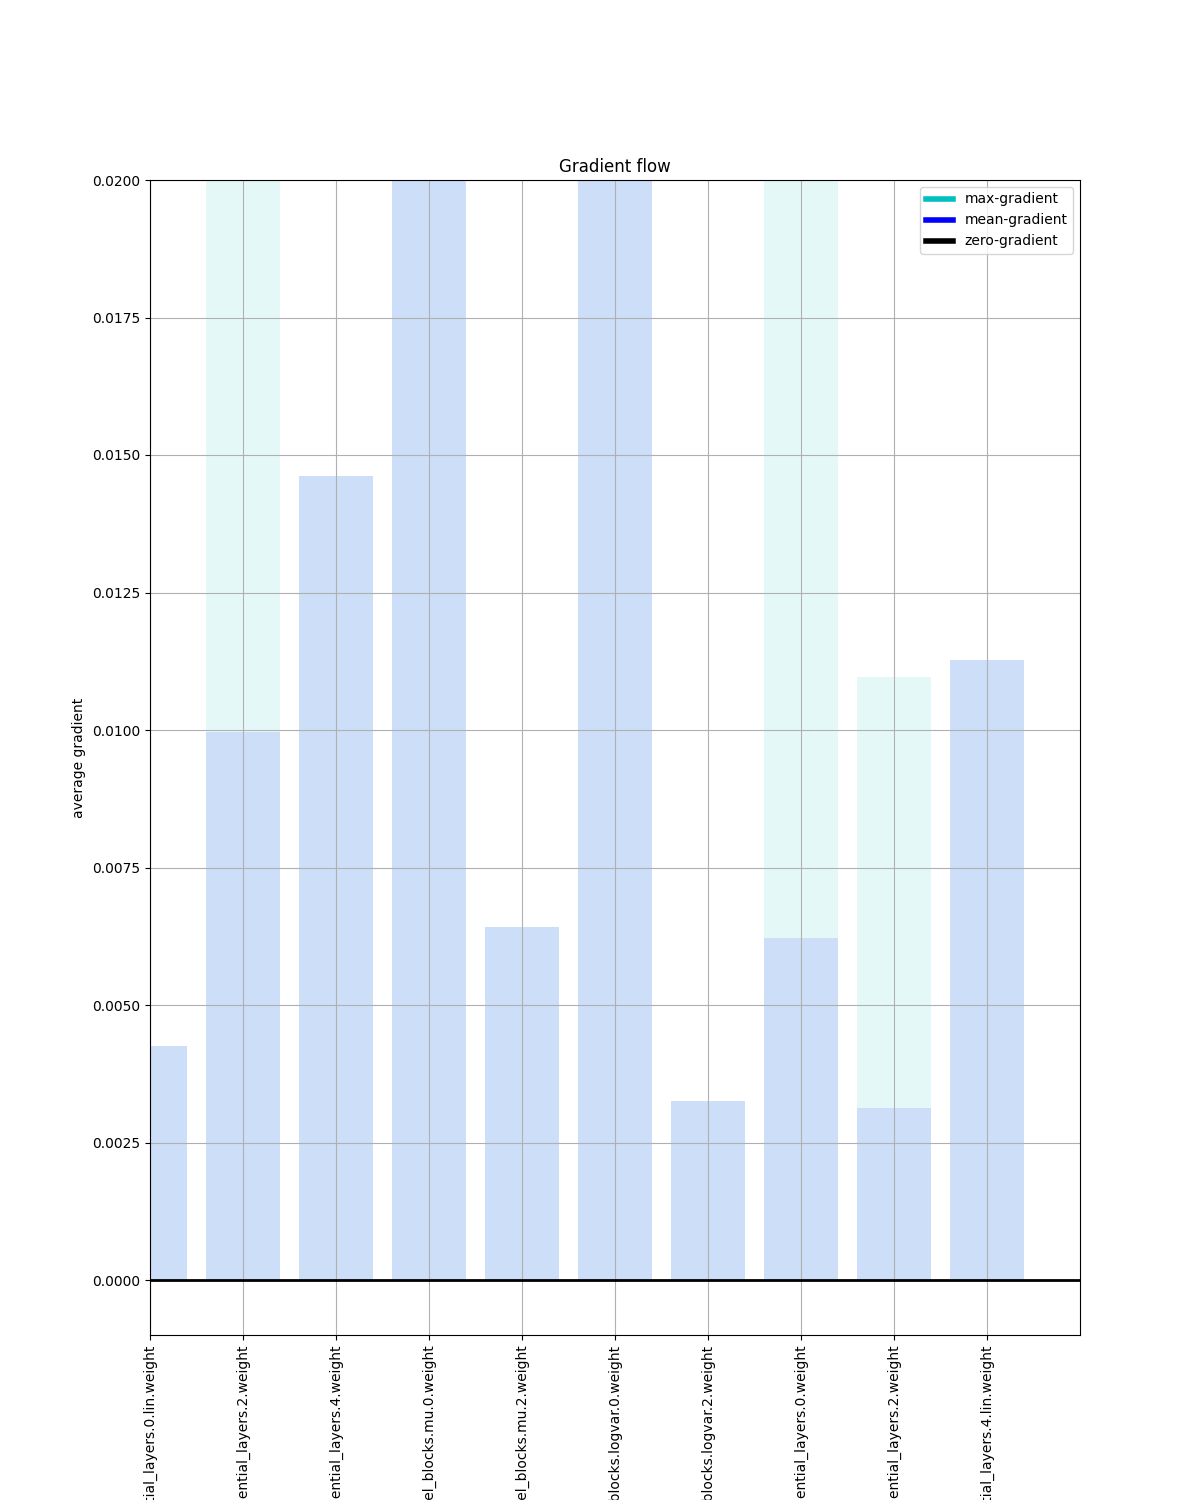 Gradient flow
max-gradient
mean-gradient
zero-gradient
0.0200
0.0175
0.0150
0.0125
0.0100
0.0075
0.0050
0.0025
0.0000
average gradient
tial_layers.0.lin.weight
ential_layers.2.weight
ential_layers.4.weight
el_blocks.mu.0.weight
el_blocks.mu.2.weight
blocks.logvar.0.weight
blocks.logvar.2.weight
ential_layers.0.weight
ential_layers.2.weight
tial_layers.4.lin.weight